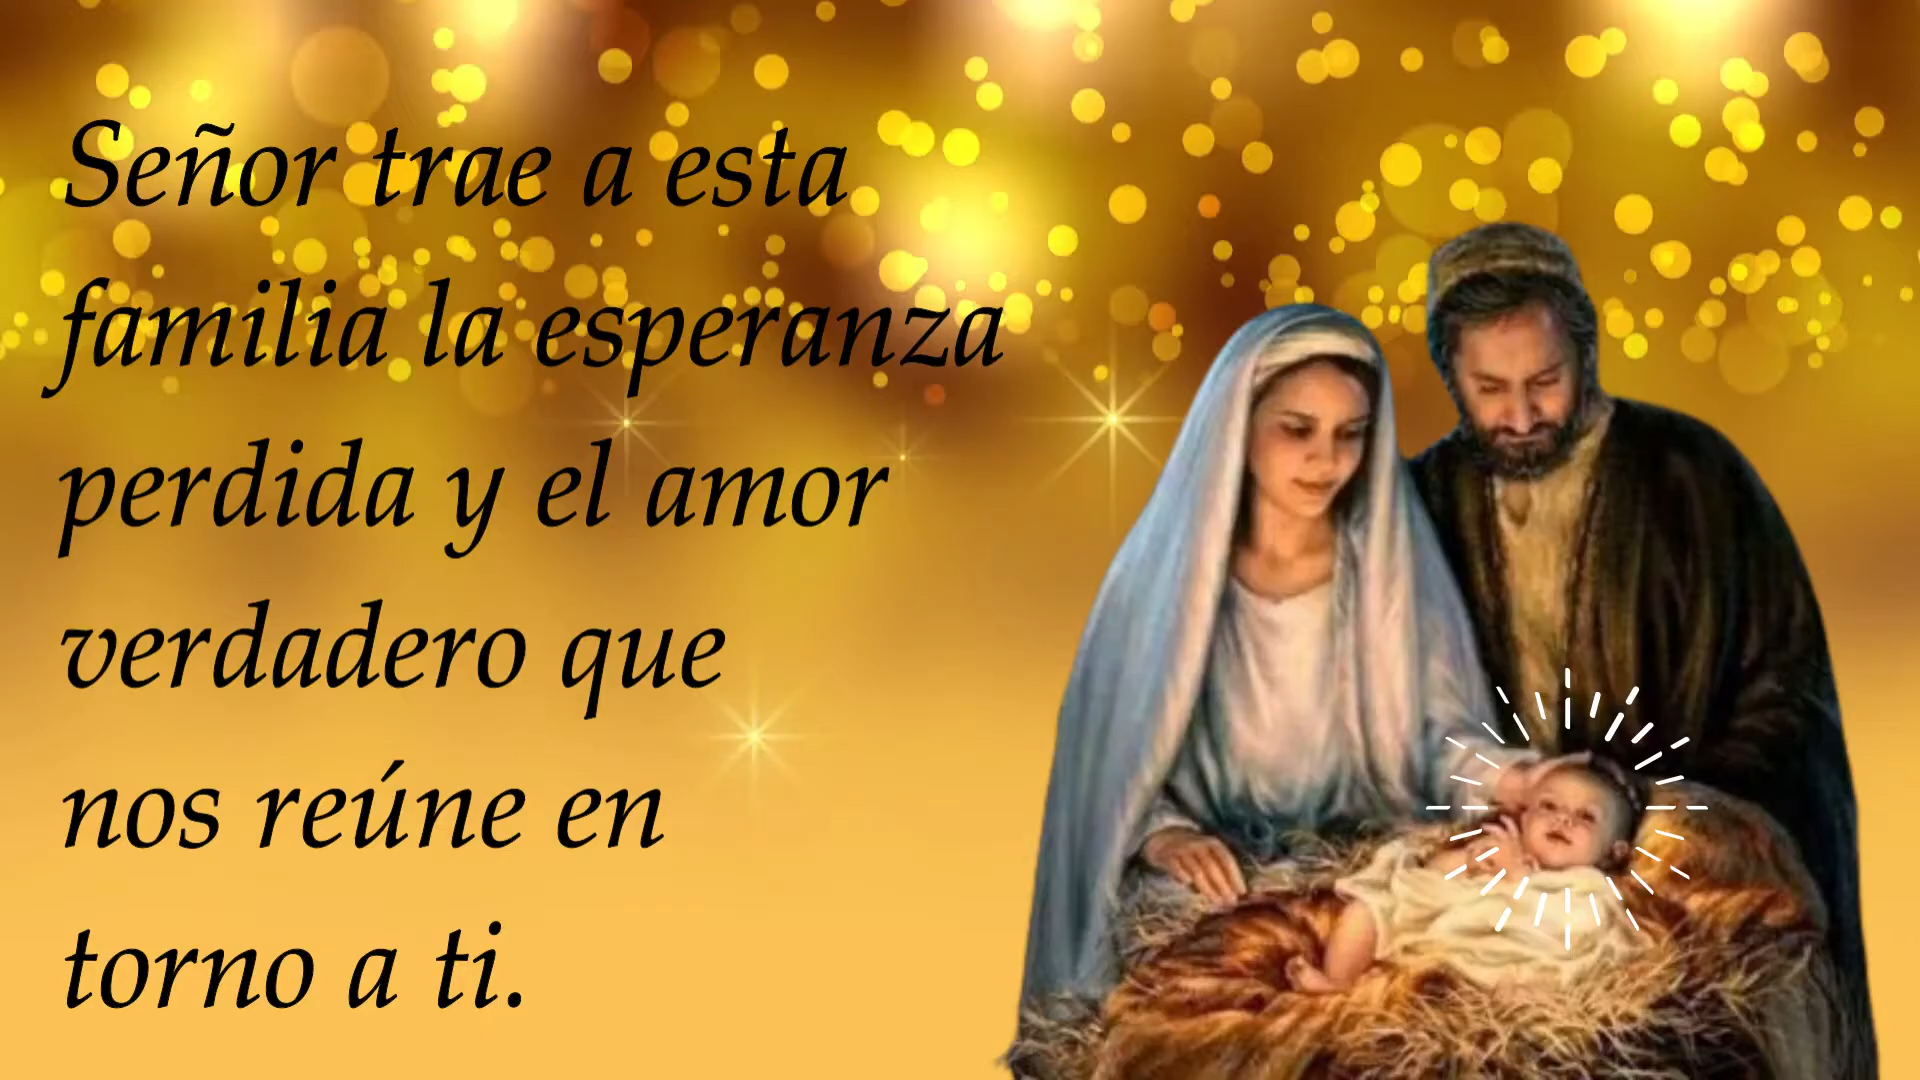 Señor trae a esta
familia la esperanza
perdida y el amor
verdadero que
nos reúne en
torno a ti.